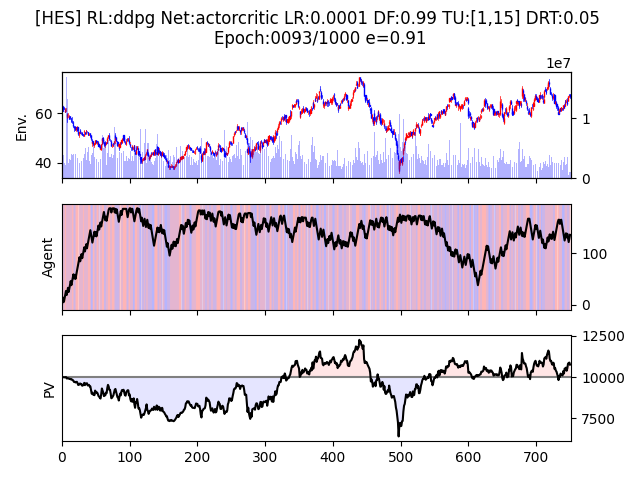 [HES] RL:ddpg Net:actorcritic LR:0.0001 DF:0.99 TU:[1,15] DRT:0.05
Epoch:0093/1000 e=0.91
1e7
Env.
60
40
1
0
Agent
100
0
PV
12500
10000
7500
0 100 200 300 400 500 600 700